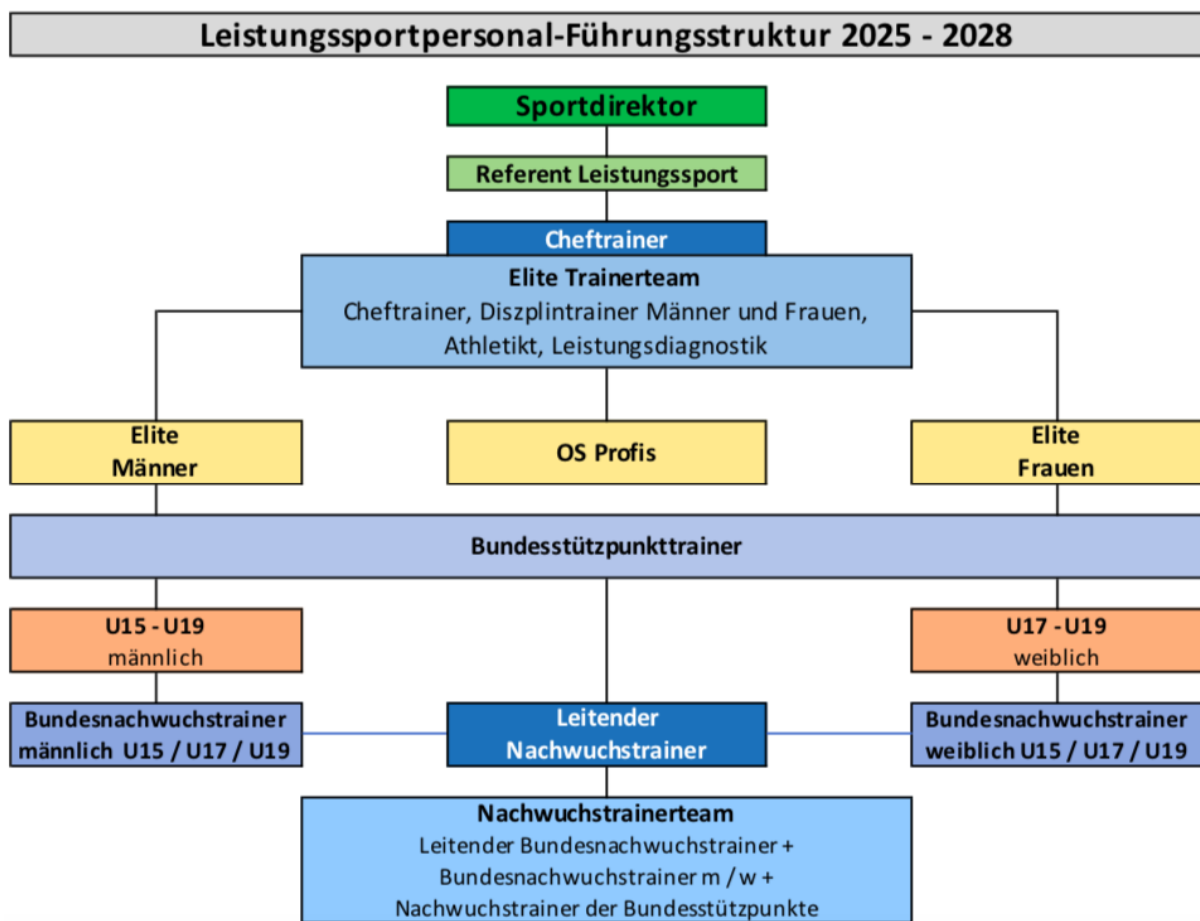 Leistungssportpersonal-Führungsstruktur 2025 - 2028
Sportdirektor
Referent Leistungssport
Cheftrainer
Elite Trainerteam
Cheftrainer, Diszplintrainer Männer und Frauen,
Athletikt, Leistungsdiagnostik
Elite
Männer
OS Profis
Elite
Frauen
Bundesstützpunkttrainer
U15 - U19
männlich
U17 - U19
weiblich
Bundesnachwuchstrainer
männlich U15 / U17 / U19
Leitender
Nachwuchstrainer
Bundesnachwuchstrainer
weiblich U15 / U17 / U19
Nachwuchstrainerteam
Leitender Bundesnachwuchstrainer +
Bundesnachwuchstrainer m / w +
Nachwuchstrainer der Bundesstützpunkte